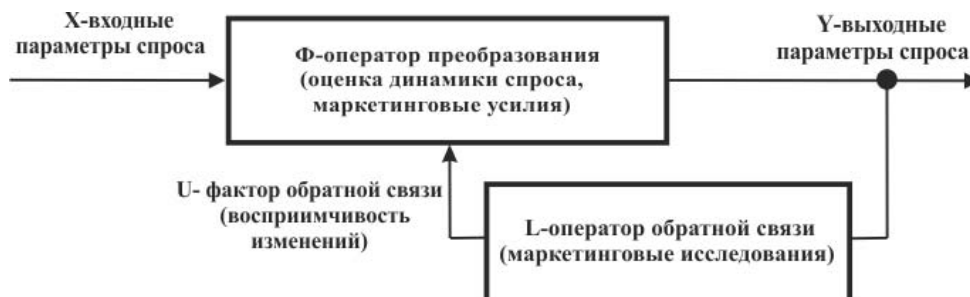 X-входные
параметры спроса
Ф-оператор преобразования
(оценка динамики спроса,
маркетинговые усилия)
Y-выходные
параметры спроса
U- фактор обратной связи
(восприимчивость
изменений)
L-оператор обратной связи
(маркетинговые исследования)